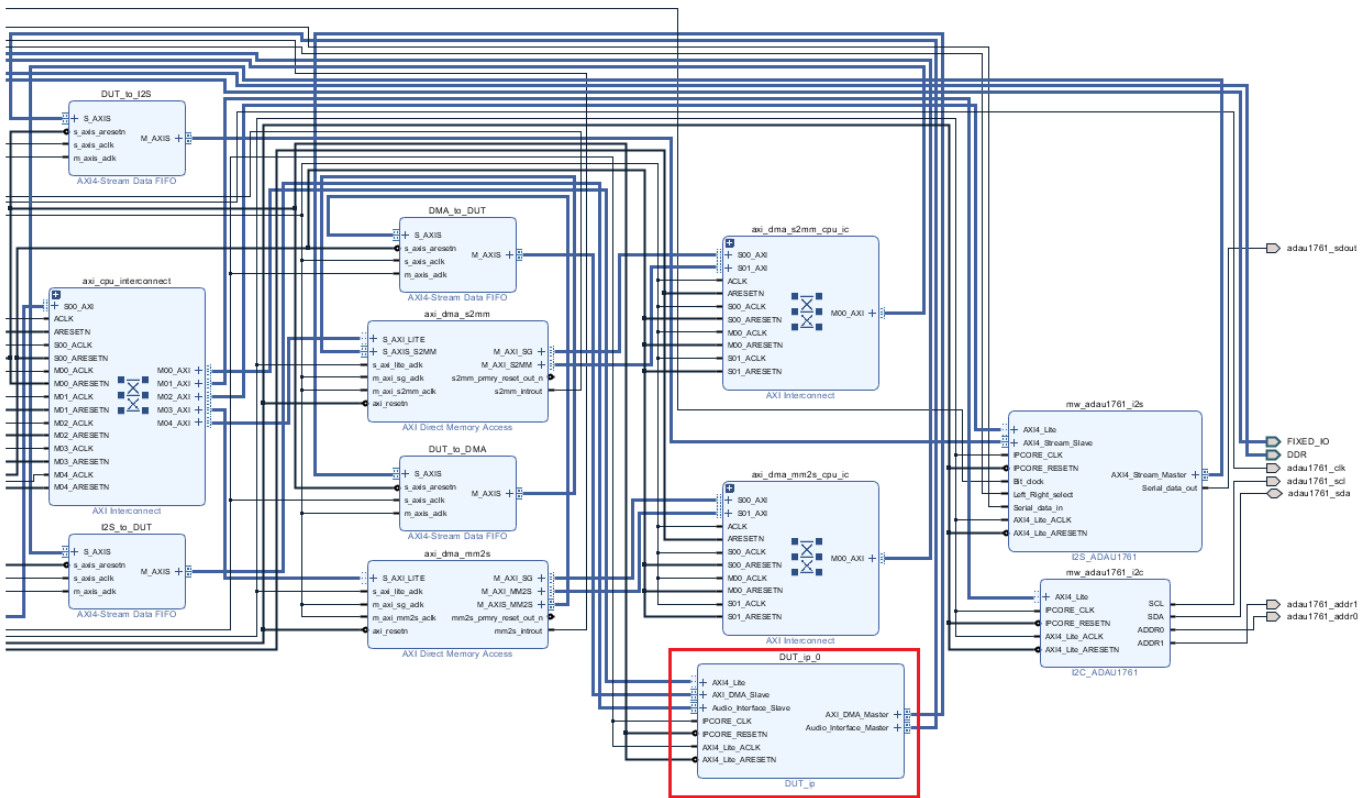 DUT_to_I2S
S_AXIS
s_axis_aresetn
s_axis_aclk
m_axis_aclk
M_AXIS
AXI4-Stream Data FIFO
DMA_to_DUT
S_AXIS
s_axis_aresetn
s_axis_aclk
m_axis_aclk
M_AXIS
AXI4-Stream Data FIFO
axi_cpu_interconnect
S00_AXI
ACLK
ARESETN
S00_ACLK
S00_ARESETN
M00_ACLK
M00_ARESETN
M01_ACLK
M01_ARESETN
M02_ACLK
M02_ARESETN
M03_ACLK
M03_ARESETN
M04_ACLK
M04_ARESETN
M00_AXI
M01_AXI
M02_AXI
M03_AXI
M04_AXI
AXI Interconnect
axi_dma_s2mm
S_AXI_LITE
S_AXIS_S2MM
s_axi_lite_aclk
m_axi_sg_aclk
m_axi_s2mm_aclk
axi_resetn
M_AXI_SG
M_AXI_S2MM
s2mm_prmry_reset_out_n
s2mm_introut
AXI Direct Memory Access
DUT_to_DMA
S_AXIS
s_axis_aresetn
s_axis_aclk
m_axis_aclk
M_AXIS
AXI4-Stream Data FIFO
I2S_to_DUT
S_AXIS
s_axis_aresetn
s_axis_aclk
m_axis_aclk
M_AXIS
AXI4-Stream Data FIFO
axi_dma_mm2s
S_AXI_LITE
s_axi_lite_aclk
m_axi_sg_aclk
m_axi_mm2s_aclk
axi_resetn
M_AXI_SG
M_AXI_MM2S
M_AXIS_MM2S
mm2s_prmry_reset_out_n
mm2s_introut
AXI Direct Memory Access
axi_dma_s2mm_cpu_ic
S00_AXI
S01_AXI
ACLK
ARESETN
S00_ACLK
S00_ARESETN
M00_ACLK
M00_ARESETN
S01_ACLK
S01_ARESETN
M00_AXI
AXI Interconnect
axi_dma_mm2s_cpu_ic
S00_AXI
S01_AXI
ACLK
ARESETN
S00_ACLK
S00_ARESETN
M00_ACLK
M00_ARESETN
S01_ACLK
S01_ARESETN
M00_AXI
AXI Interconnect
DUT_ip_0
AXI4_Lite
AXI_DMA_Slave
Audio_Interface_Slave
IPCORE_CLK
IPCORE_RESETN
AXI4_Lite_ACLK
AXI4_Lite_ARESETN
AXI_DMA_Master
Audio_Interface_Master
DUT_ip
mw_adau1761_i2s
AXI4_Lite
AXI4_Stream_Slave
IPCORE_CLK
IPCORE_RESETN
Bit_clock
Left_Right_select
Serial_data_in
AXI4_Lite_ACLK
AXI4_Lite_ARESETN
AXI4_Stream_Master
Serial_data_out
I2S_ADAU1761
mw_adau1761_i2c
AXI4_Lite
IPCORE_CLK
IPCORE_RESETN
AXI4_Lite_ACLK
AXI4_Lite_ARESETN
SCL
SDA
ADDR0
ADDR1
I2C_ADAU1761
adau1761_sdout
FIXED_IO
DDR
adau1761_clk
adau1761_scl
adau1761_sda
adau1761_addr1
adau1761_addr0